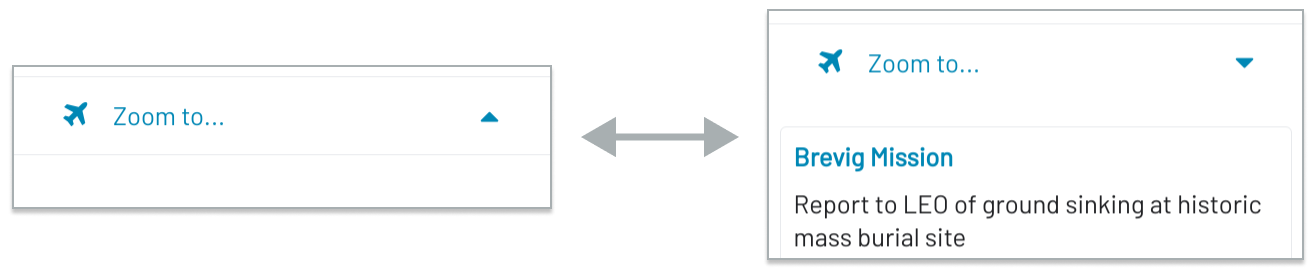 Zoom to...
Zoom to...
Brevig Mission
Report to LEO of ground sinking at historic
mass burial site